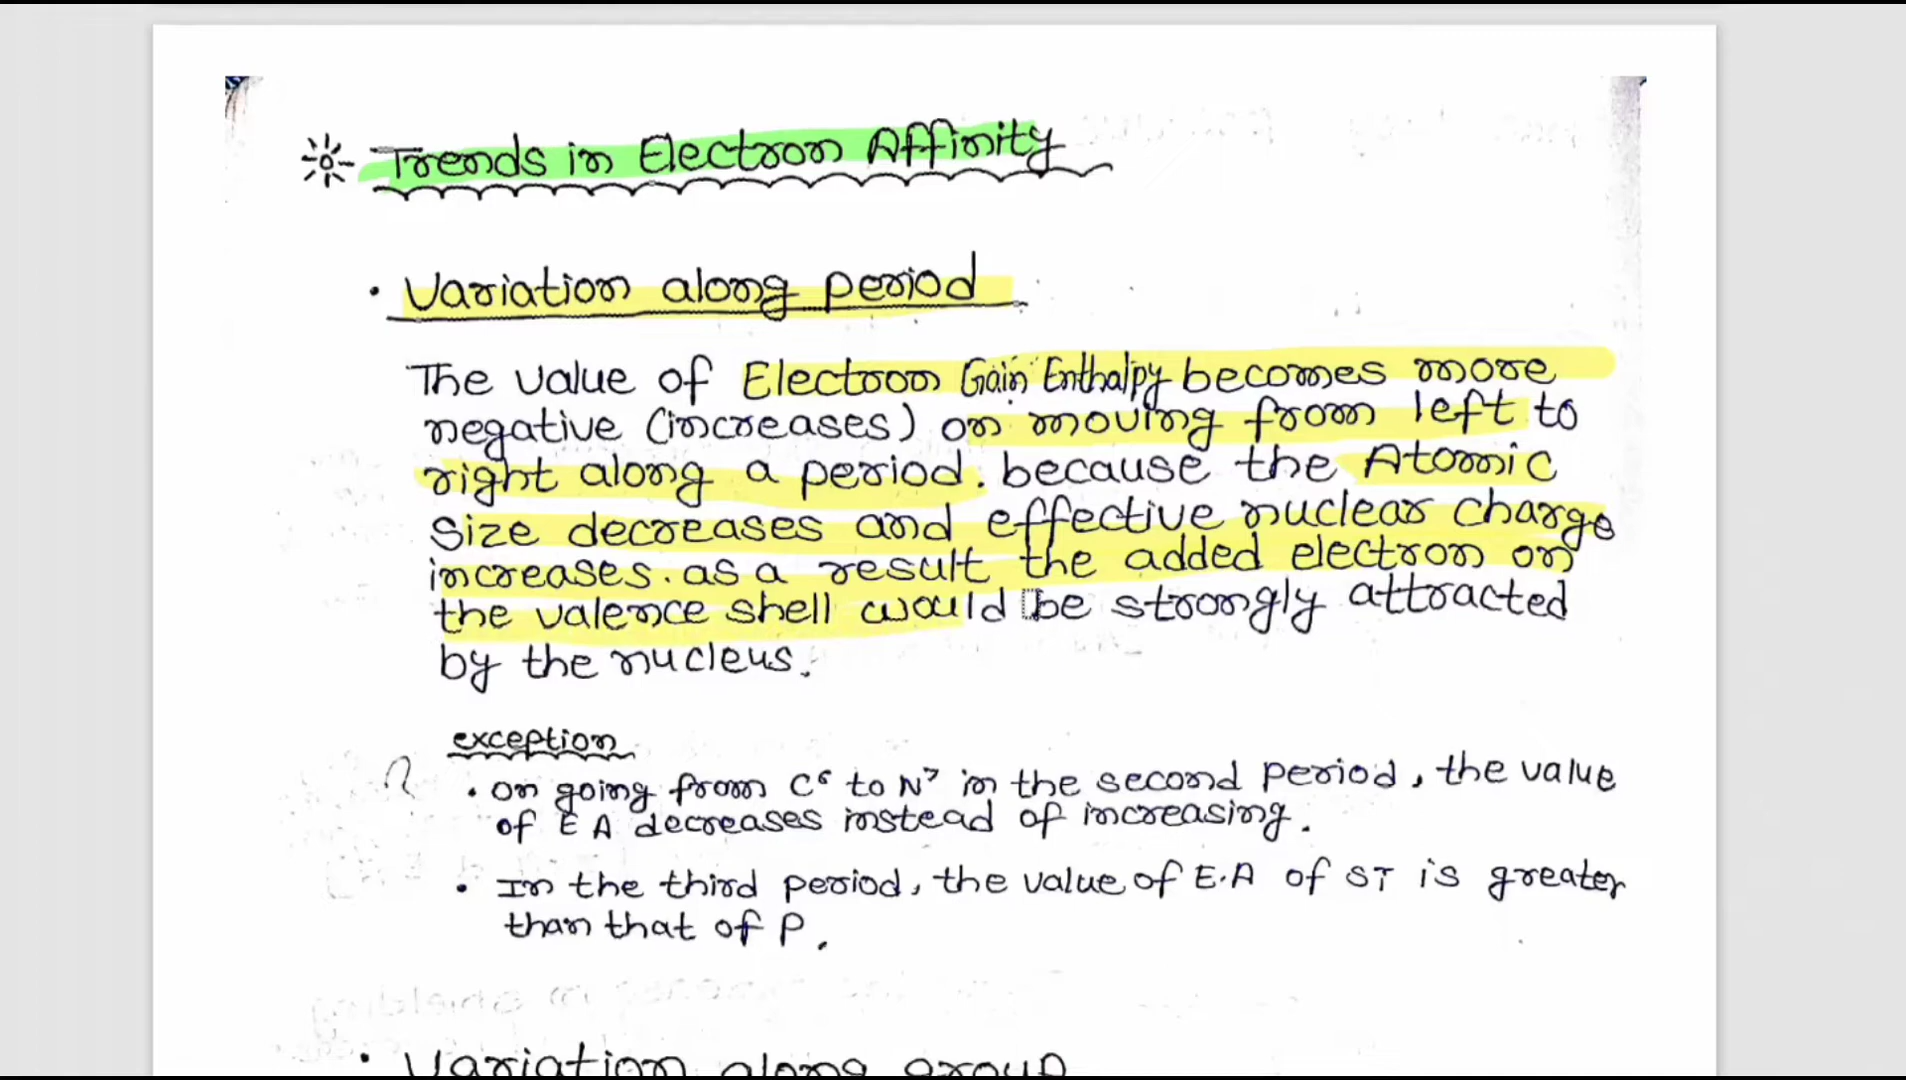 Trends in Electron Affinity
• Variation along period
The value of Electron Gain Enthalpy becomes more
negative (increases) on moving from left to
right along a period. because the Atomic
size decreases and effective nuclear charge
increases. as a result the added electron on
the valence shell would be strongly attracted
by the nucleus.
exception
• on going from C⁶ to N⁷ in the second period, the value
of E A decreases instead of increasing.
• In the third period, the value of E.A of SI is greater
than that of P.
• Variation along group